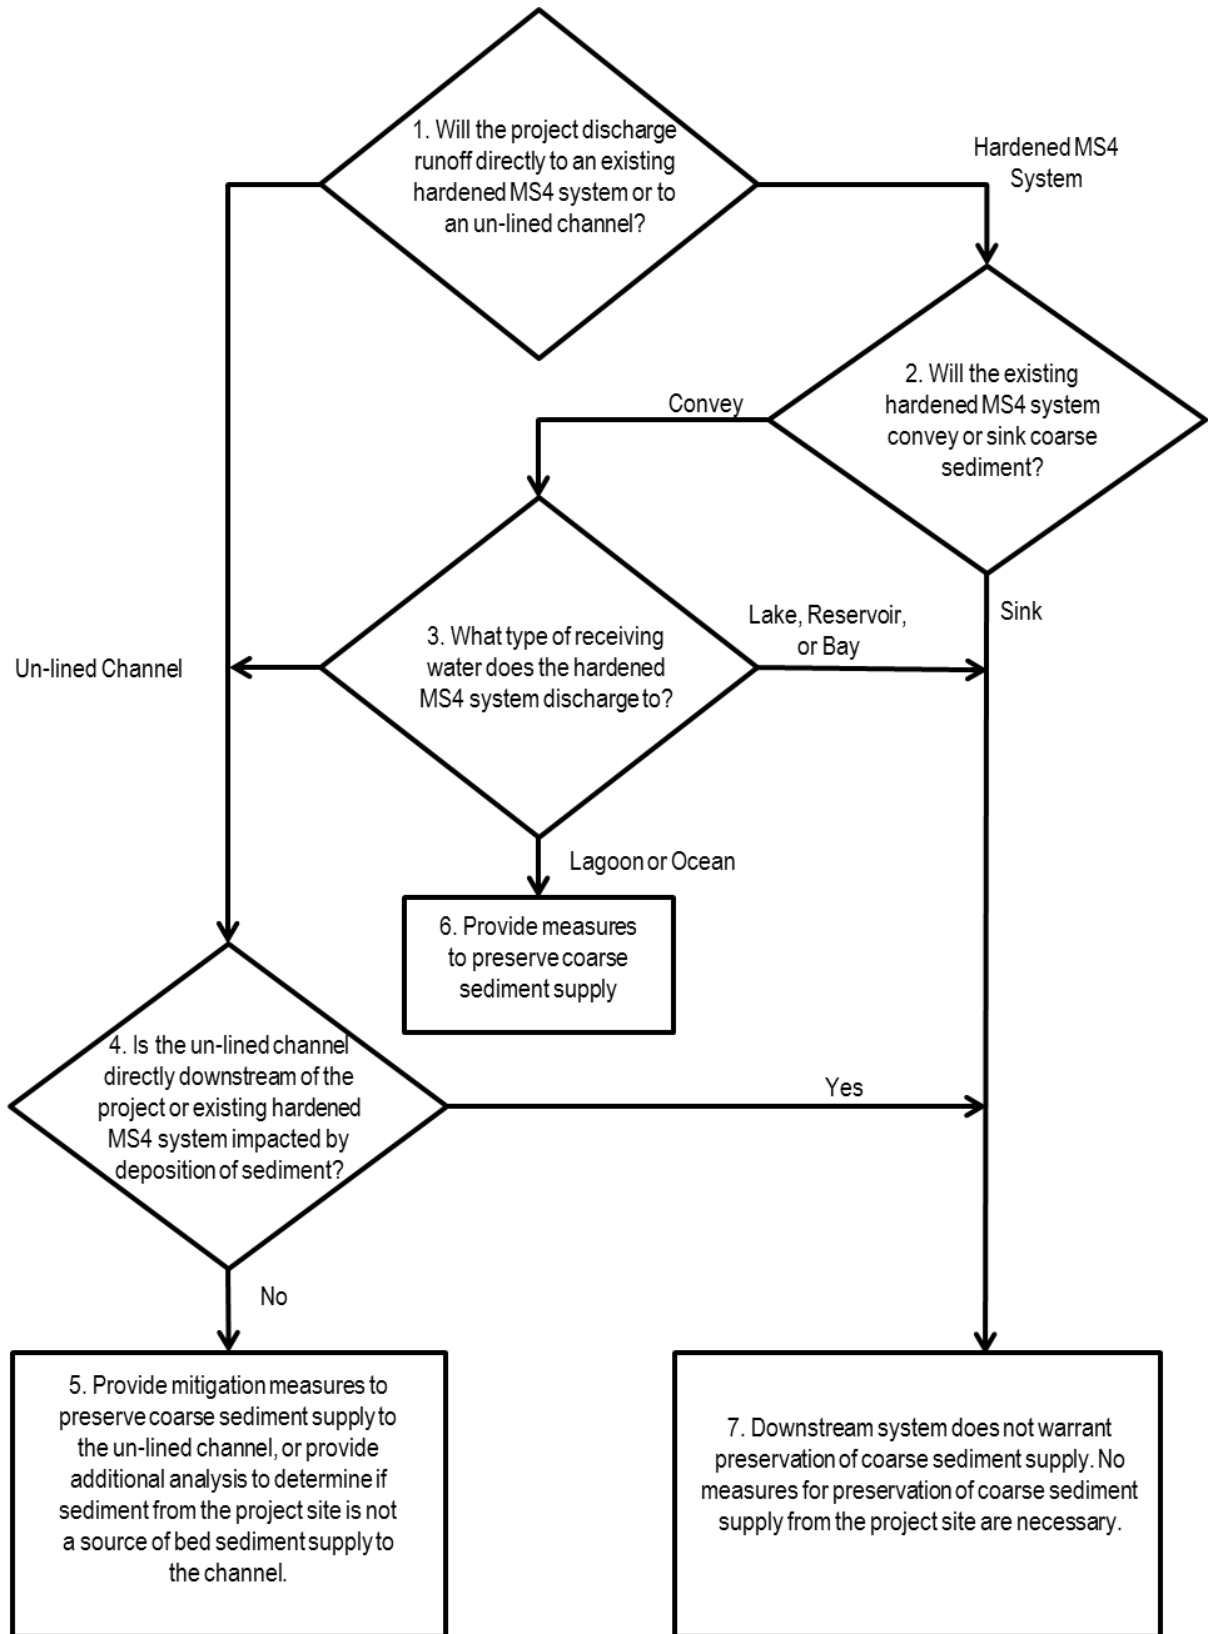 1. Will the project discharge
runoff directly to an existing
hardened MS4 system or to
an un-lined channel?
Hardened MS4
System
2. Will the existing
hardened MS4 system
convey or sink coarse
sediment?
Convey
Sink
3. What type of receiving
water does the hardened
MS4 system discharge to?
Lake, Reservoir,
or Bay
Un-lined Channel
Lagoon or Ocean
6. Provide measures
to preserve coarse
sediment supply
4. Is the un-lined channel
directly downstream of the
project or existing hardened
MS4 system impacted by
deposition of sediment?
Yes
No
5. Provide mitigation measures to
preserve coarse sediment supply to
the un-lined channel, or provide
additional analysis to determine if
sediment from the project site is not
a source of bed sediment supply to
the channel.
7. Downstream system does not warrant
preservation of coarse sediment supply. No
measures for preservation of coarse sediment
supply from the project site are necessary.